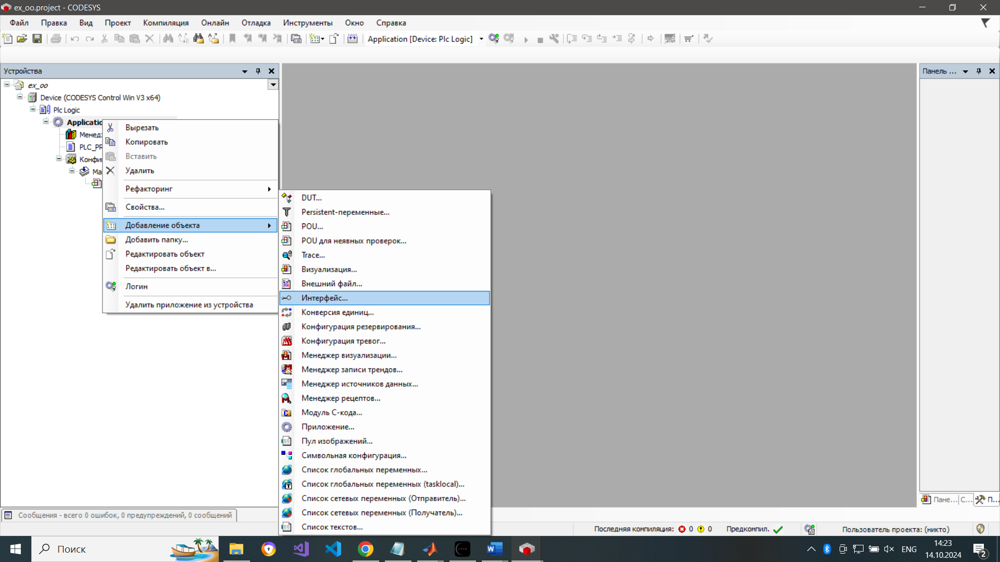 ex_oo.project - CODESYS
Файл Правка Вид Проект Компиляция Онлайн Отладка Инструменты Окно Справка
Application [Device: Plc Logic]
Устройства
ex_oo
Device (CODESYS Control Win V3 x64)
Plc Logic
Applicatio
Менед
PLC_PR
Конфи
Ma
Вырезать
Копировать
Вставить
Удалить
Рефакторинг
Свойства...
Добавление объекта
Добавить папку...
Редактировать объект
Редактировать объект в...
Логин
Удалить приложение из устройства
DUT...
Persistent-переменные...
POU...
POU для неявных проверок...
Trace...
Визуализация...
Внешний файл...
Интерфейс...
Конверсия единиц...
Конфигурация резервирования...
Конфигурация тревог...
Менеджер визуализации...
Менеджер записи трендов...
Менеджер источников данных...
Менеджер рецептов...
Модуль C-кода...
Приложение...
Пул изображений...
Символьная конфигурация...
Список глобальных переменных...
Список глобальных переменных (tasklocal)...
Список сетевых переменных (Отправитель)...
Список сетевых переменных (Получатель)...
Список текстов...
Панель ...
Пане... С... П...
Сообщения - всего 0 ошибок, 0 предупреждений, 0 сообщений
Последняя компиляция: 0 0 Предкомпил. Пользователь проекта: (никто)
Поиск
ENG
14:23
14.10.2024
2